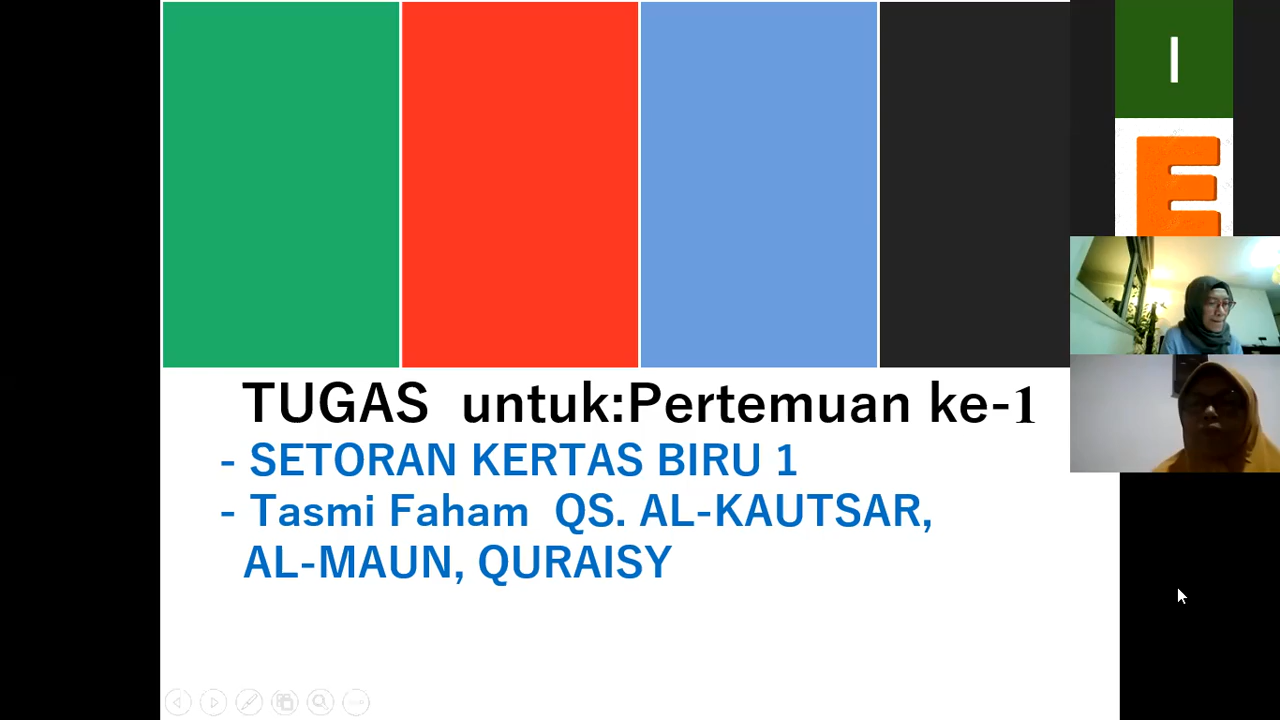 TUGAS untuk:Pertemuan ke-1
- SETORAN KERTAS BIRU 1
- Tasmi Faham QS. AL-KAUTSAR,
AL-MAUN, QURAISY
I
E